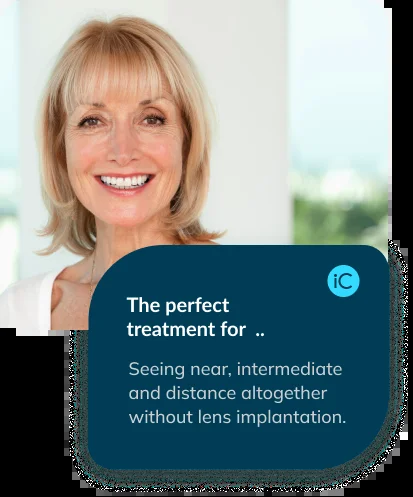 iC
The perfect
treatment for ..
Seeing near, intermediate
and distance altogether
without lens implantation.